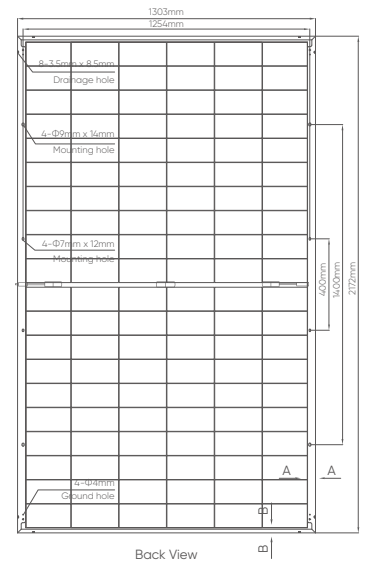 1303mm
1254mm
8-3.5mm x 8.5mm
Drainage hole
4-Φ9mm x 14mm
Mounting hole
4-Φ7mm x 12mm
Mounting hole
400mm
1400mm
2172mm
A
A
4-Φ4mm
Ground hole
B
B
Back View